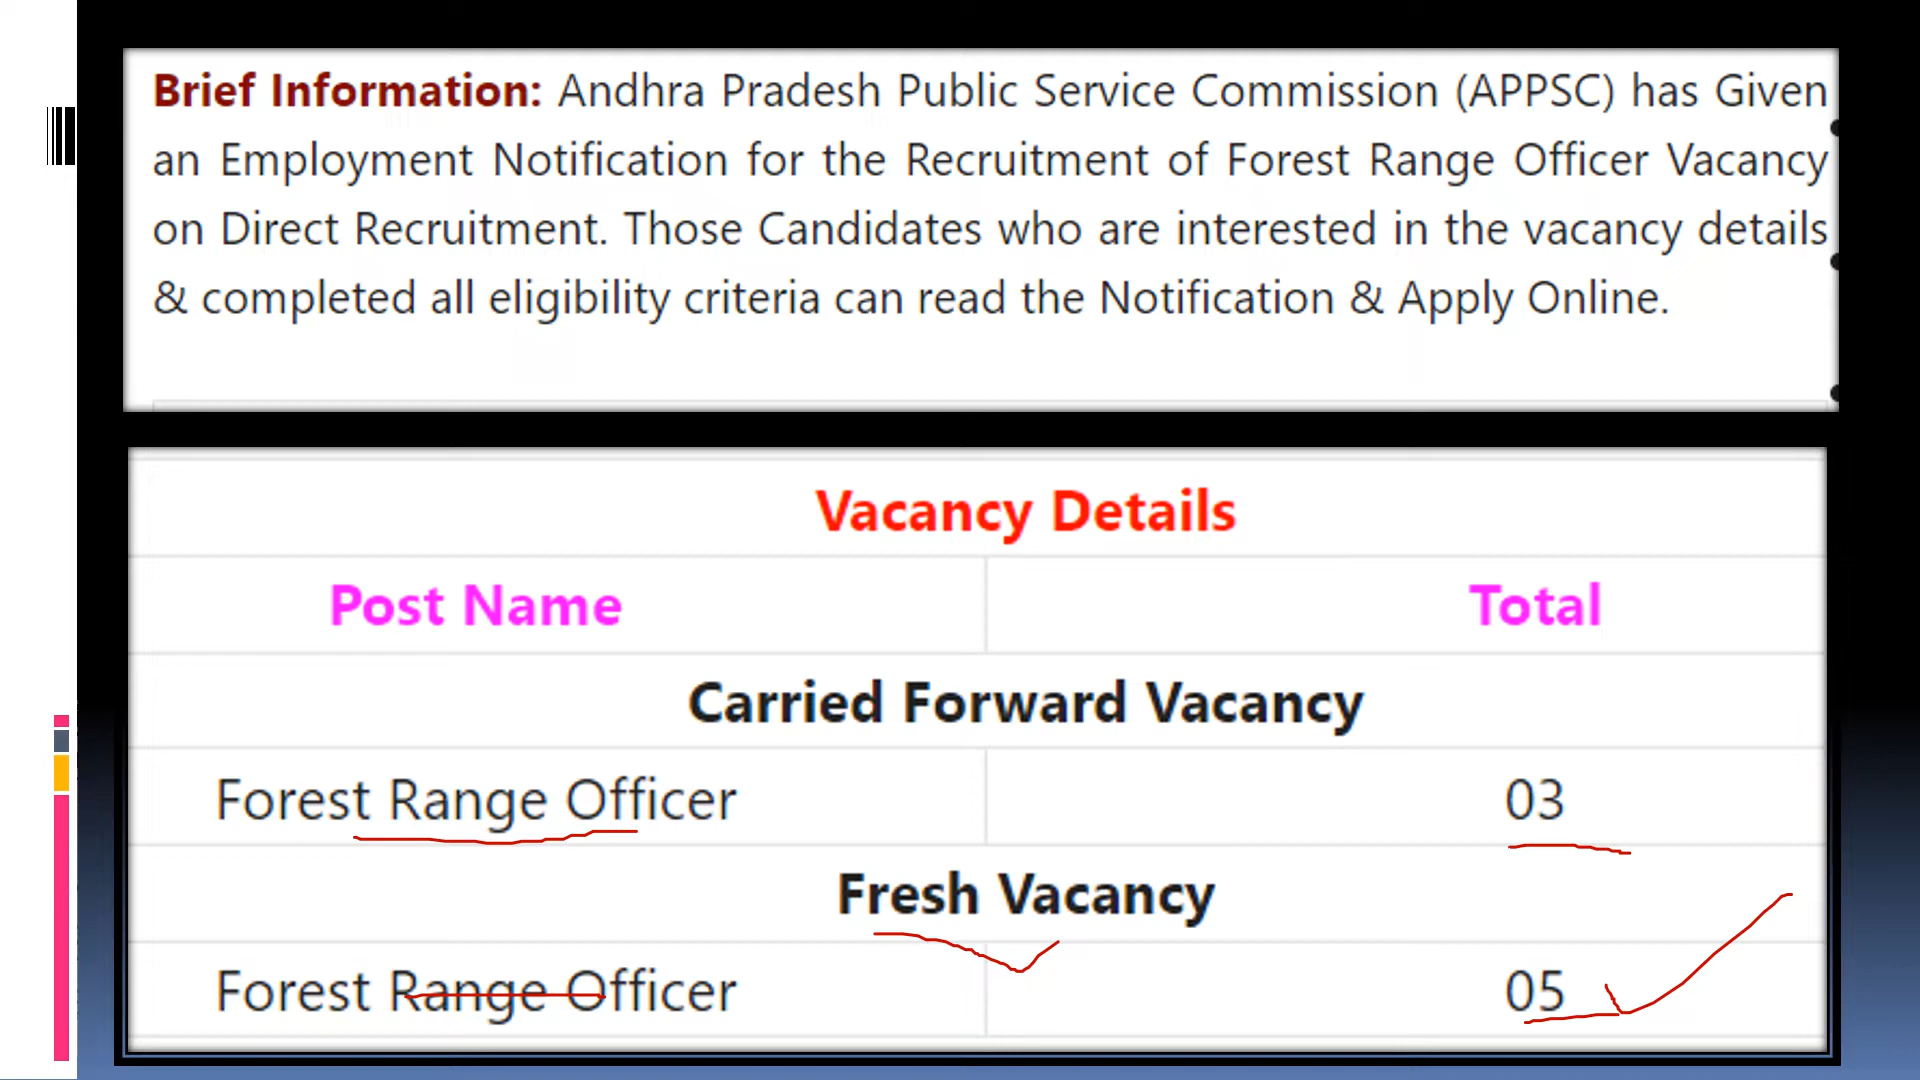 Brief Information: Andhra Pradesh Public Service Commission (APPSC) has Given
an Employment Notification for the Recruitment of Forest Range Officer Vacancy
on Direct Recruitment. Those Candidates who are interested in the vacancy details
& completed all eligibility criteria can read the Notification & Apply Online.
Vacancy Details
Post Name Total
Carried Forward Vacancy
Forest Range Officer 03
Fresh Vacancy
Forest Range Officer 05